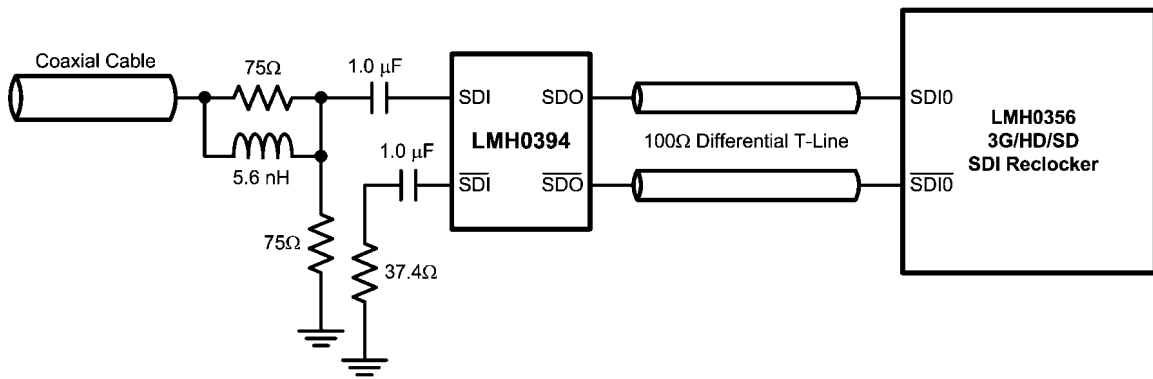 Coaxial Cable
75Ω
1.0 μF
5.6 nH
1.0 μF
75Ω
37.4Ω
SDI
SDO
LMH0394
SDI
SDO
100Ω Differential T-Line
SDI0
LMH0356
3G/HD/SD
SDI Reclocker
SDI0